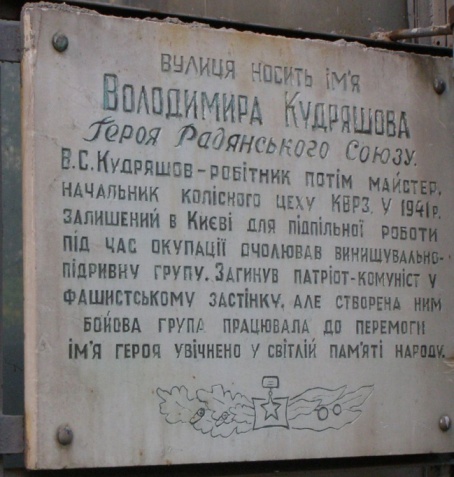 ВУЛИЦЯ НОСИТЬ ІМ'Я
ВОЛОДИМИРА КУДРЯШОВА
Героя Радянського Союзу.
В.С.КУДРЯШОВ-РОБІТНИК ПОТІМ МАЙСТЕР,
НАЧАЛЬНИК КОЛІСНОГО ЦЕХУ КВРЗ. У 1941 Р.
ЗАЛИШЕНИЙ В КИЄВІ ДЛЯ ПІДПІЛЬНОЇ РОБОТИ
ПІД ЧАС ОКУПАЦІЇ ОЧОЛЮВАВ ВИНИЩУВАЛЬНО-
ПІДРИВНУ ГРУПУ. ЗАГИНУВ ПАТРІОТ-КОМУНІСТ У
ФАШИСТСЬКОМУ ЗАСТІНКУ, АЛЕ СТВОРЕНА НИМ
БОЙОВА ГРУПА ПРАЦЮВАЛА ДО ПЕРЕМОГИ
ІМ'Я ГЕРОЯ УВІЧНЕНО У СВІТЛІЙ ПАМ'ЯТІ НАРОДУ.